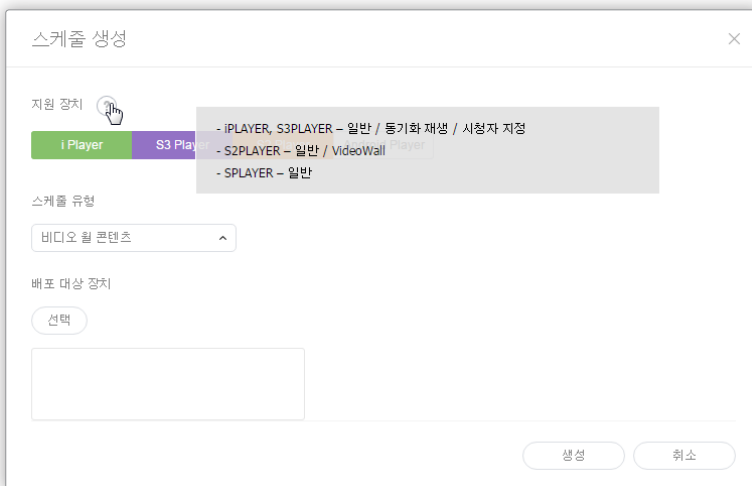 스케줄 생성
지원 장치 ?
- iPLAYER, S3PLAYER – 일반 / 동기화 재생 / 시청자 지정
i Player S3 Player Player
- S2PLAYER – 일반 / VideoWall
- SPLAYER – 일반
스케줄 유형
비디오 월 콘텐츠
배포 대상 장치
선택
생성 취소